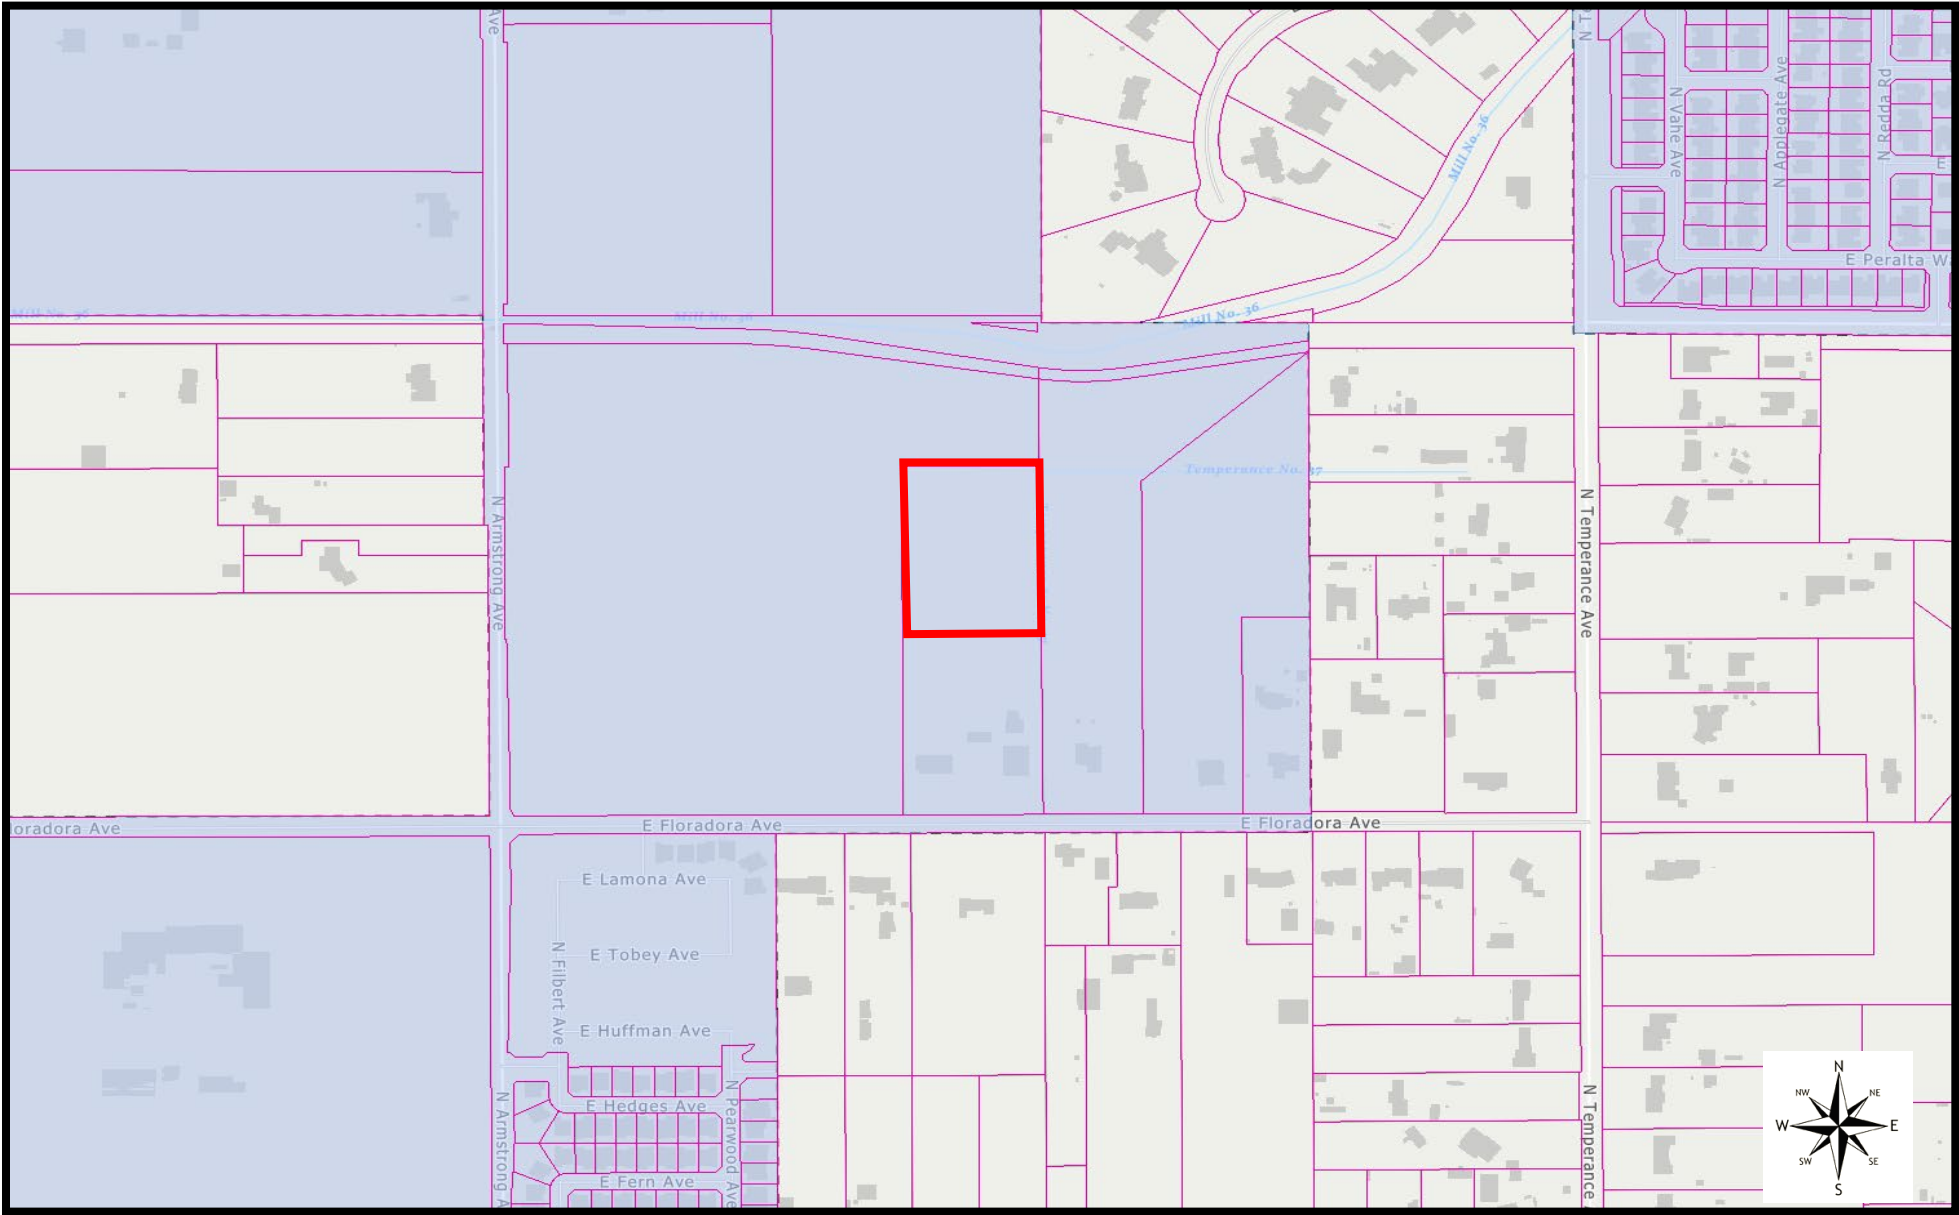 Ave
N T
N Vahe Ave
N Applegate Ave
N Redda Rd
E
Mill No. 36
E Peralta W
Mill No. 36
Mill No. 36
Mill No. 36
Temperance No. 37
N Armstrong Ave
N Temperance Ave
loradora Ave
E Floradora Ave
E Floradora Ave
E Lamona Ave
N Filbert Ave
E Tobey Ave
E Huffman Ave
N Armstrong A
E Hedges Ave
N Pearwood Ave
E Fern Ave
N Temperance
N
NW
NE
W
E
SW
SE
S